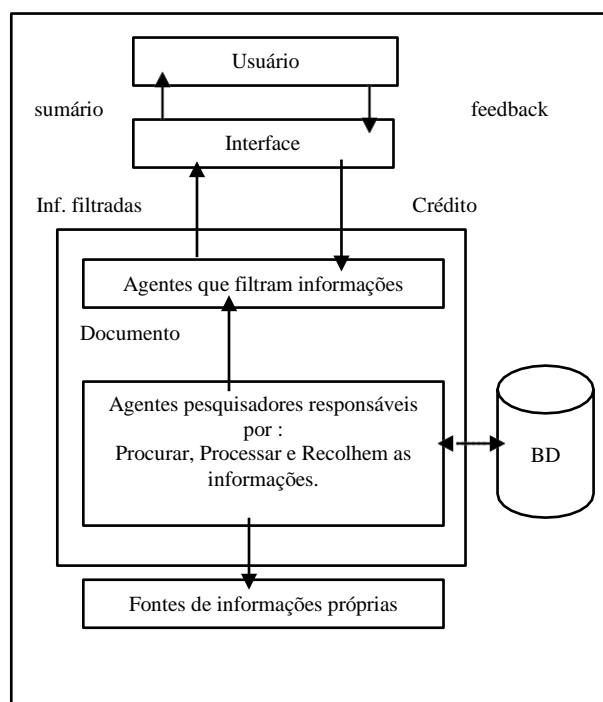 Usuário
sumário
feedback
Interface
Inf. filtradas
Crédito
Agentes que filtram informações
Documento
Agentes pesquisadores responsáveis
por :
Procurar, Processar e Recolhem as
informações.
BD
Fontes de informações próprias